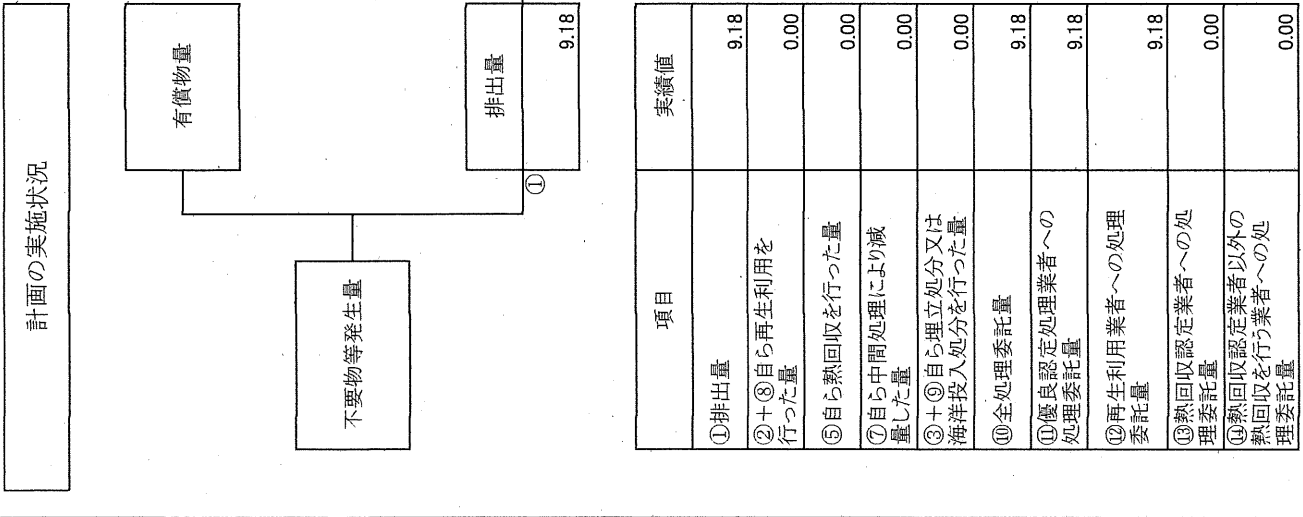 計画の実施状況
有償物量
不要物等発生量
排出量
①
9.18
項目
実績値
①排出量
9.18
②+⑧自ら再生利用を
行った量
0.00
⑤自ら熱回収を行った量
0.00
⑦自ら中間処理により減
量した量
0.00
③+⑨自ら埋立処分又は
海洋投入処分を行った量
0.00
⑩全処理委託量
9.18
⑪優良認定処理業者への
処理委託量
9.18
⑫再生利用業者への処理
委託量
9.18
⑬熱回収認定業者への処
理委託量
0.00
⑭熱回収認定業者以外の
熱回収を行う業者への処
理委託量
0.00